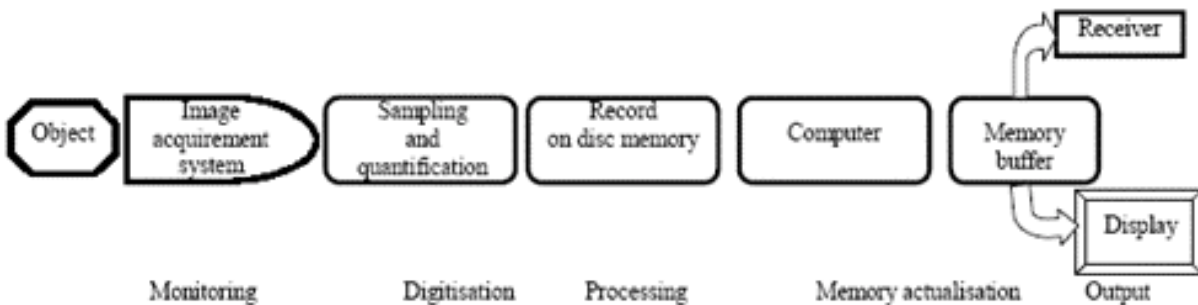 Receiver
Object
Image
acquirement
system
Sampling
and
quantification
Record
on disc memory
Computer
Memory
buffer
Display
Monitoring
Digitisation
Processing
Memory actualisation
Output